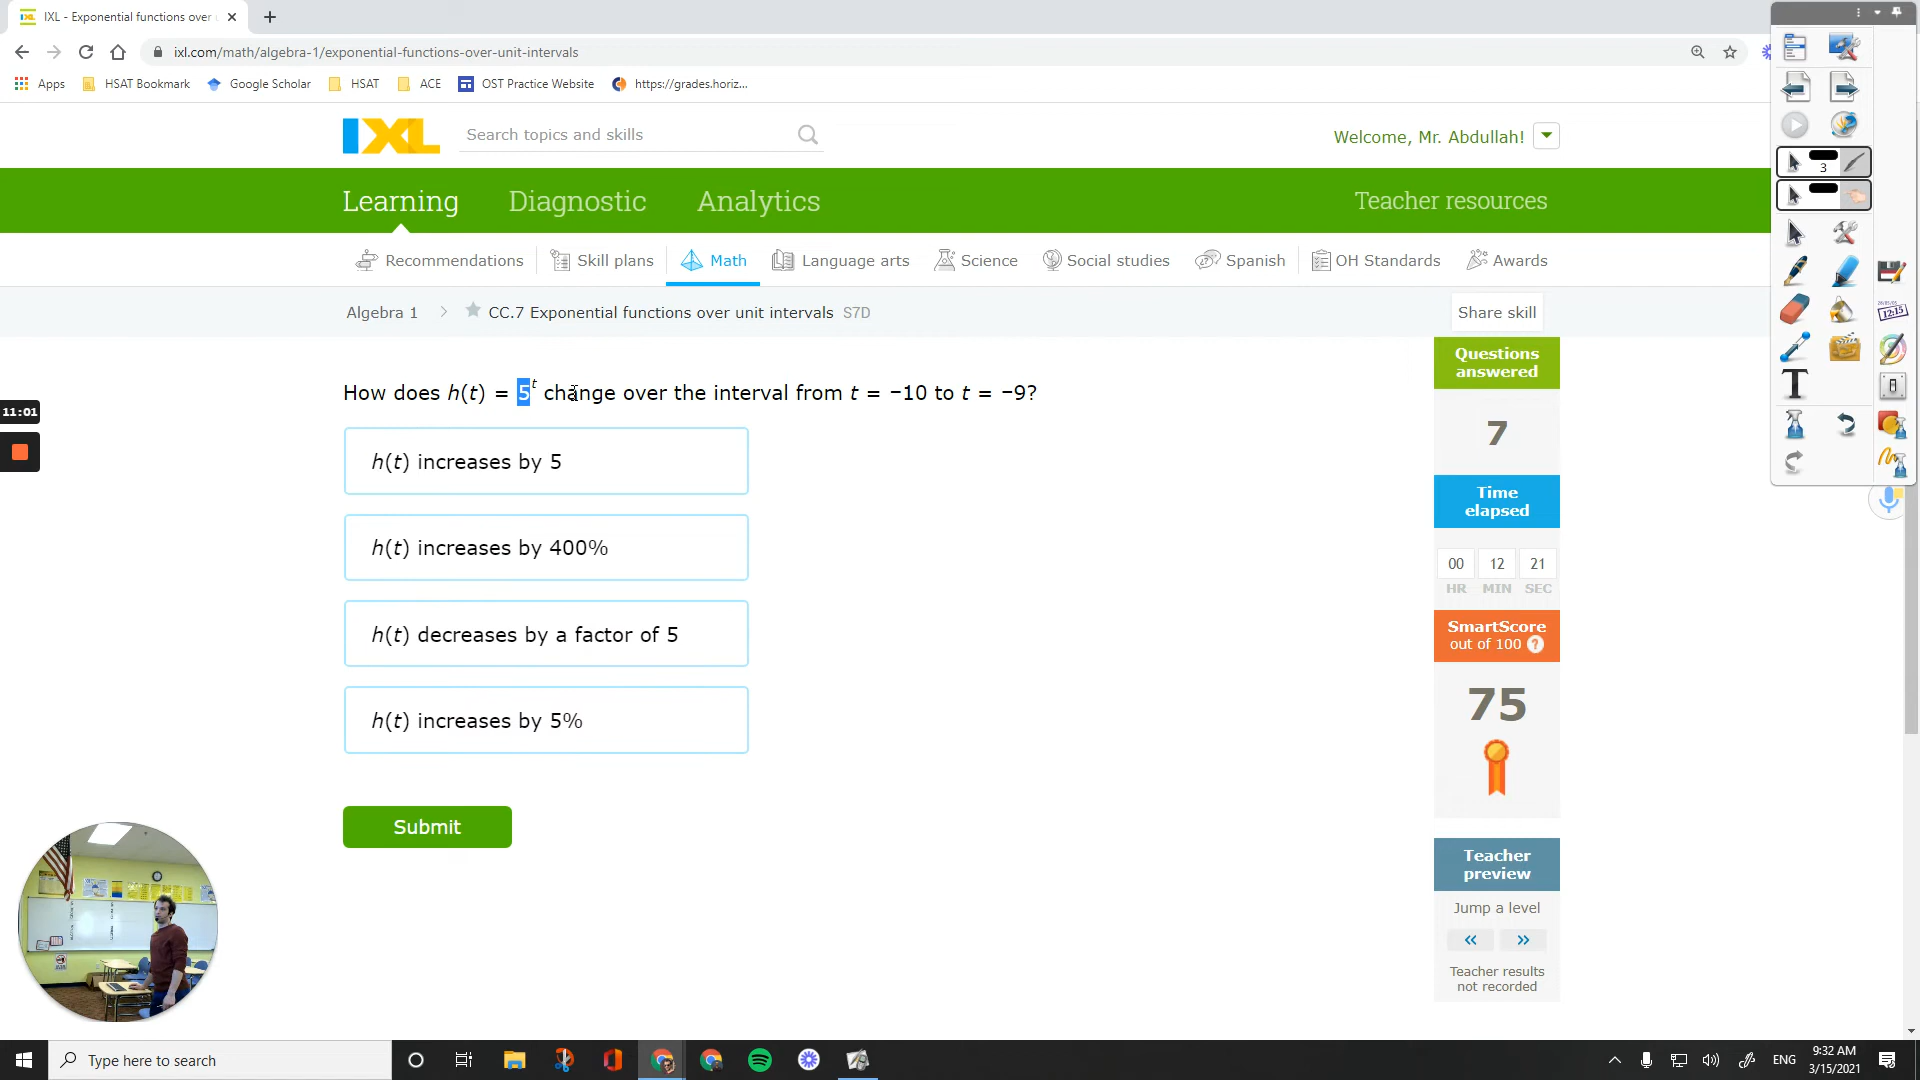 IXL - Exponential functions over
ixl.com/math/algebra-1/exponential-functions-over-unit-intervals
Apps HSAT Bookmark Google Scholar HSAT ACE OST Practice Website https://grades.horiz...
IXL Search topics and skills Welcome, Mr. Abdullah!
Learning Diagnostic Analytics Teacher resources
Recommendations Skill plans Math Language arts Science Social studies Spanish OH Standards Awards
Algebra 1 > CC.7 Exponential functions over unit intervals S7D Share skill
How does h(t) = 5^t change over the interval from t = −10 to t = −9?
h(t) increases by 5
h(t) increases by 400%
h(t) decreases by a factor of 5
h(t) increases by 5%
Submit
Questions
answered
7
Time
elapsed
00 12 21
HR MIN SEC
SmartScore
out of 100 ?
75
Teacher
preview
Jump a level
« »
Teacher results
not recorded
11:01
3
12:15
T
Type here to search
ENG
9:32 AM
3/15/2021